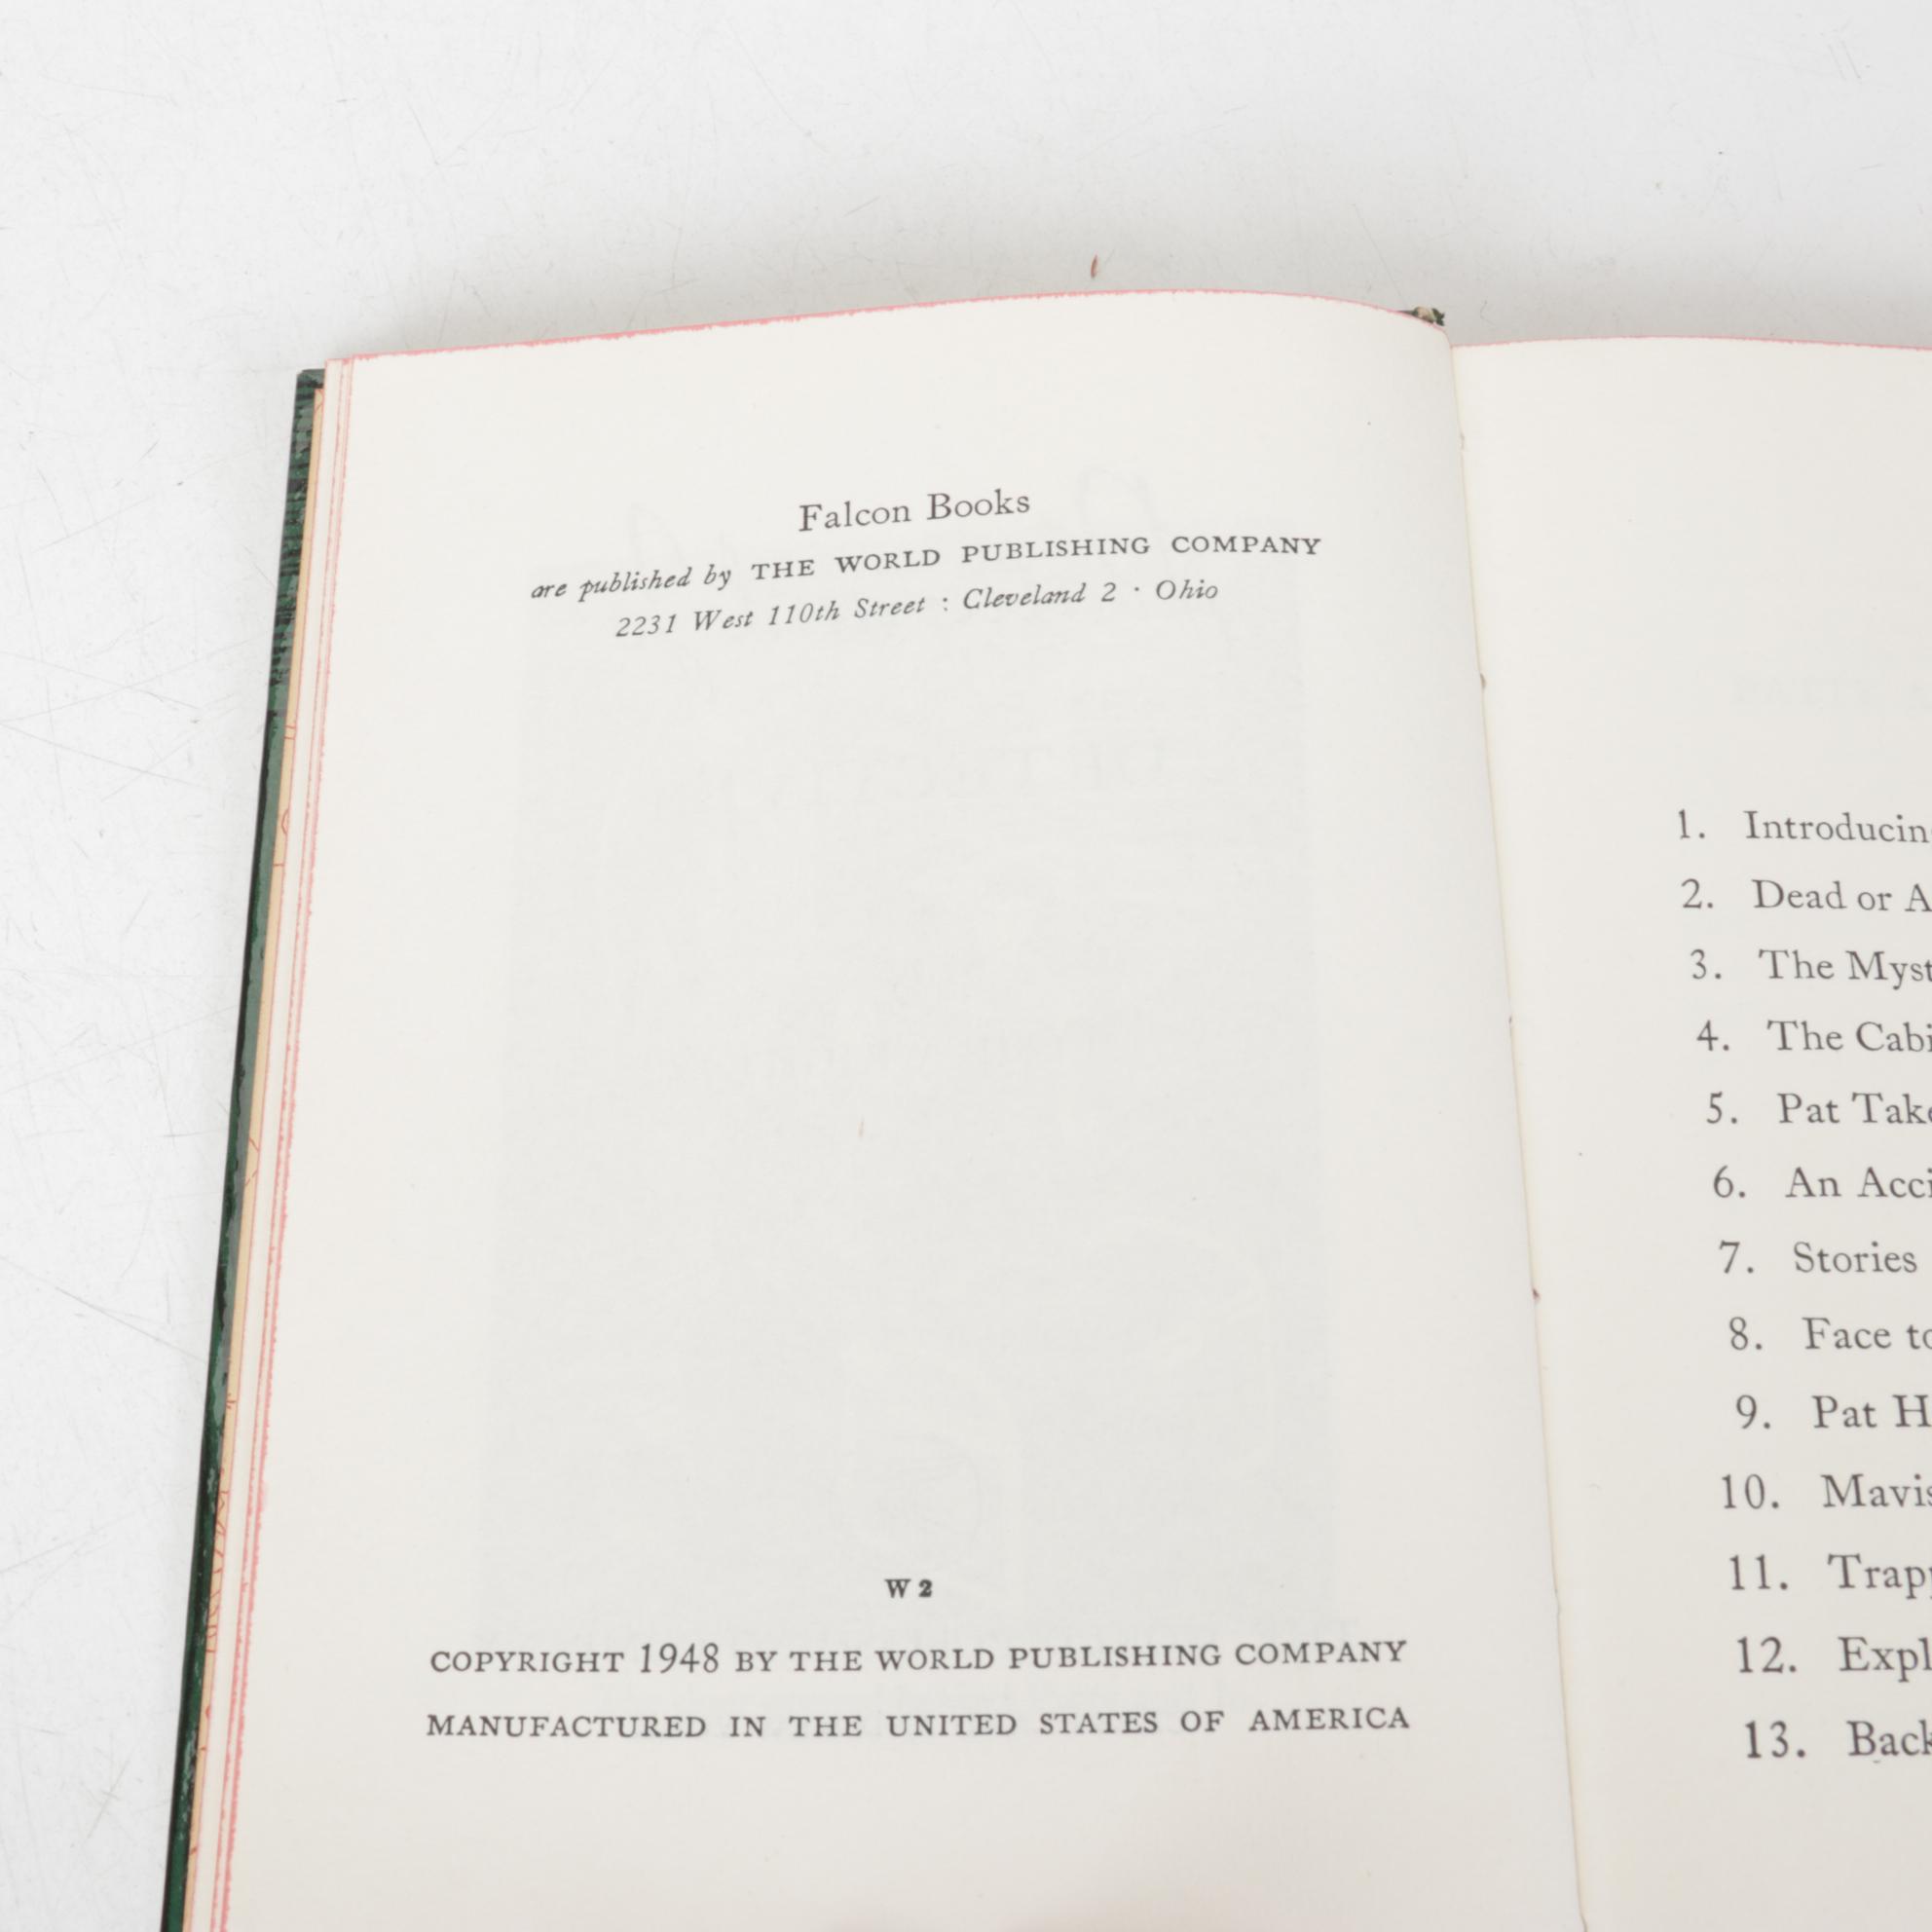 Falcon Books
are published by THE WORLD PUBLISHING COMPANY
2231 West 110th Street : Cleveland 2 · Ohio
W 2
COPYRIGHT 1948 BY THE WORLD PUBLISHING COMPANY
MANUFACTURED IN THE UNITED STATES OF AMERICA
1. Introducin
2. Dead or A
3. The Myst
4. The Cabi
5. Pat Take
6. An Acci
7. Stories
8. Face to
9. Pat H
10. Mavis
11. Trapp
12. Expl
13. Back